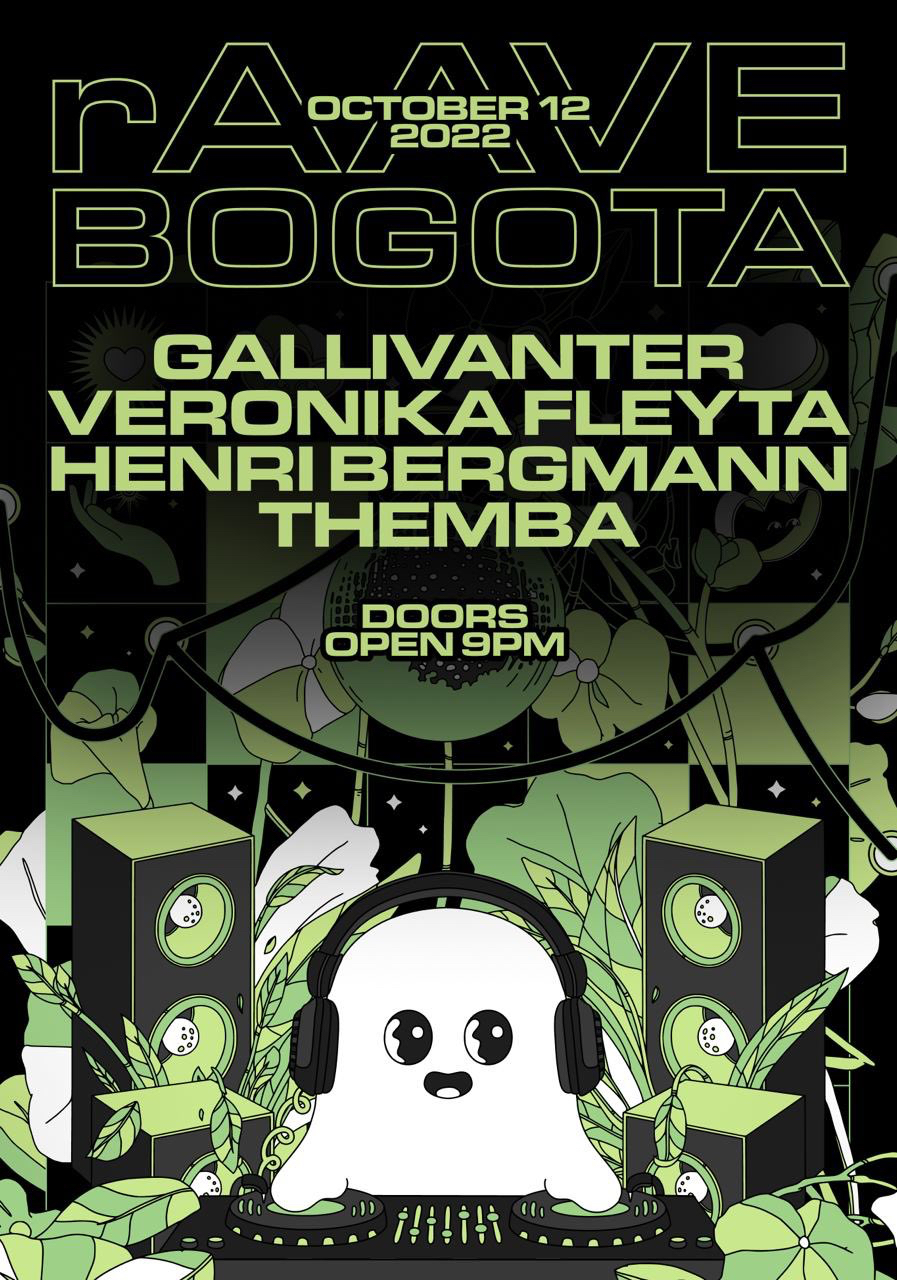 rAAVE
OCTOBER 12
2022
BOGOTA
GALLIVANTER
VERONIKA FLEYTA
HENRI BERGMANN
THEMBA
DOORS
OPEN 9PM